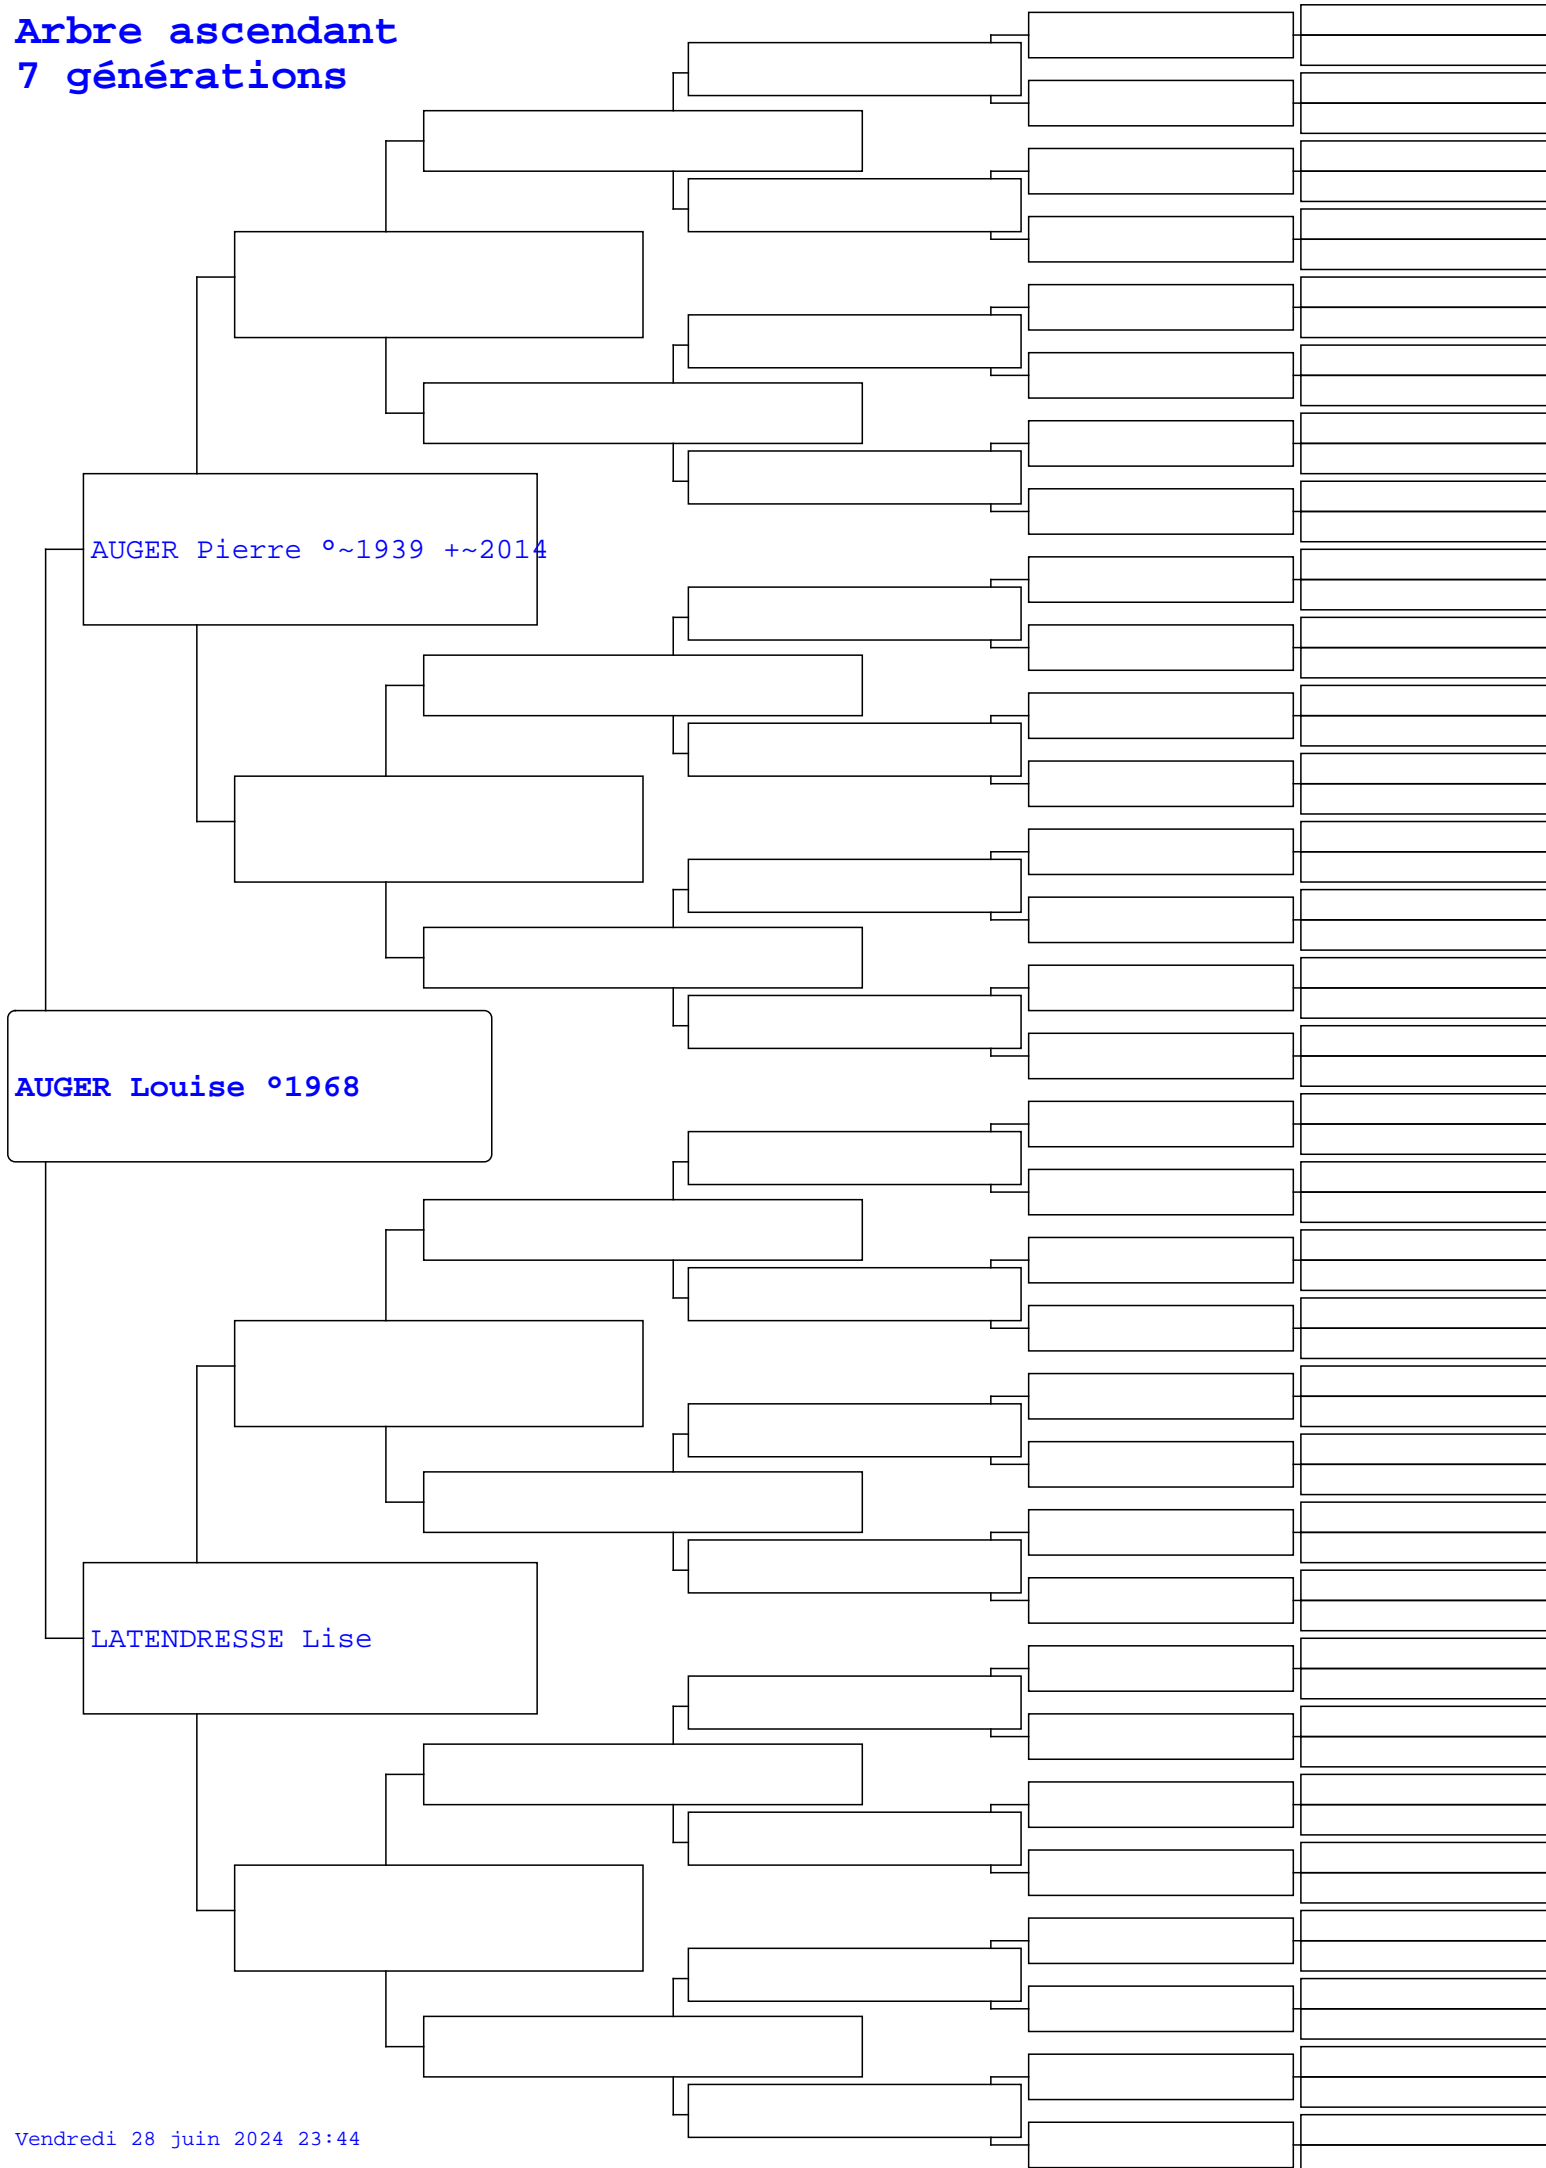 Arbre ascendant
7 générations
AUGER Pierre °~1939 +~2014
AUGER Louise °1968
LATENDRESSE Lise
Vendredi 28 juin 2024 23:44